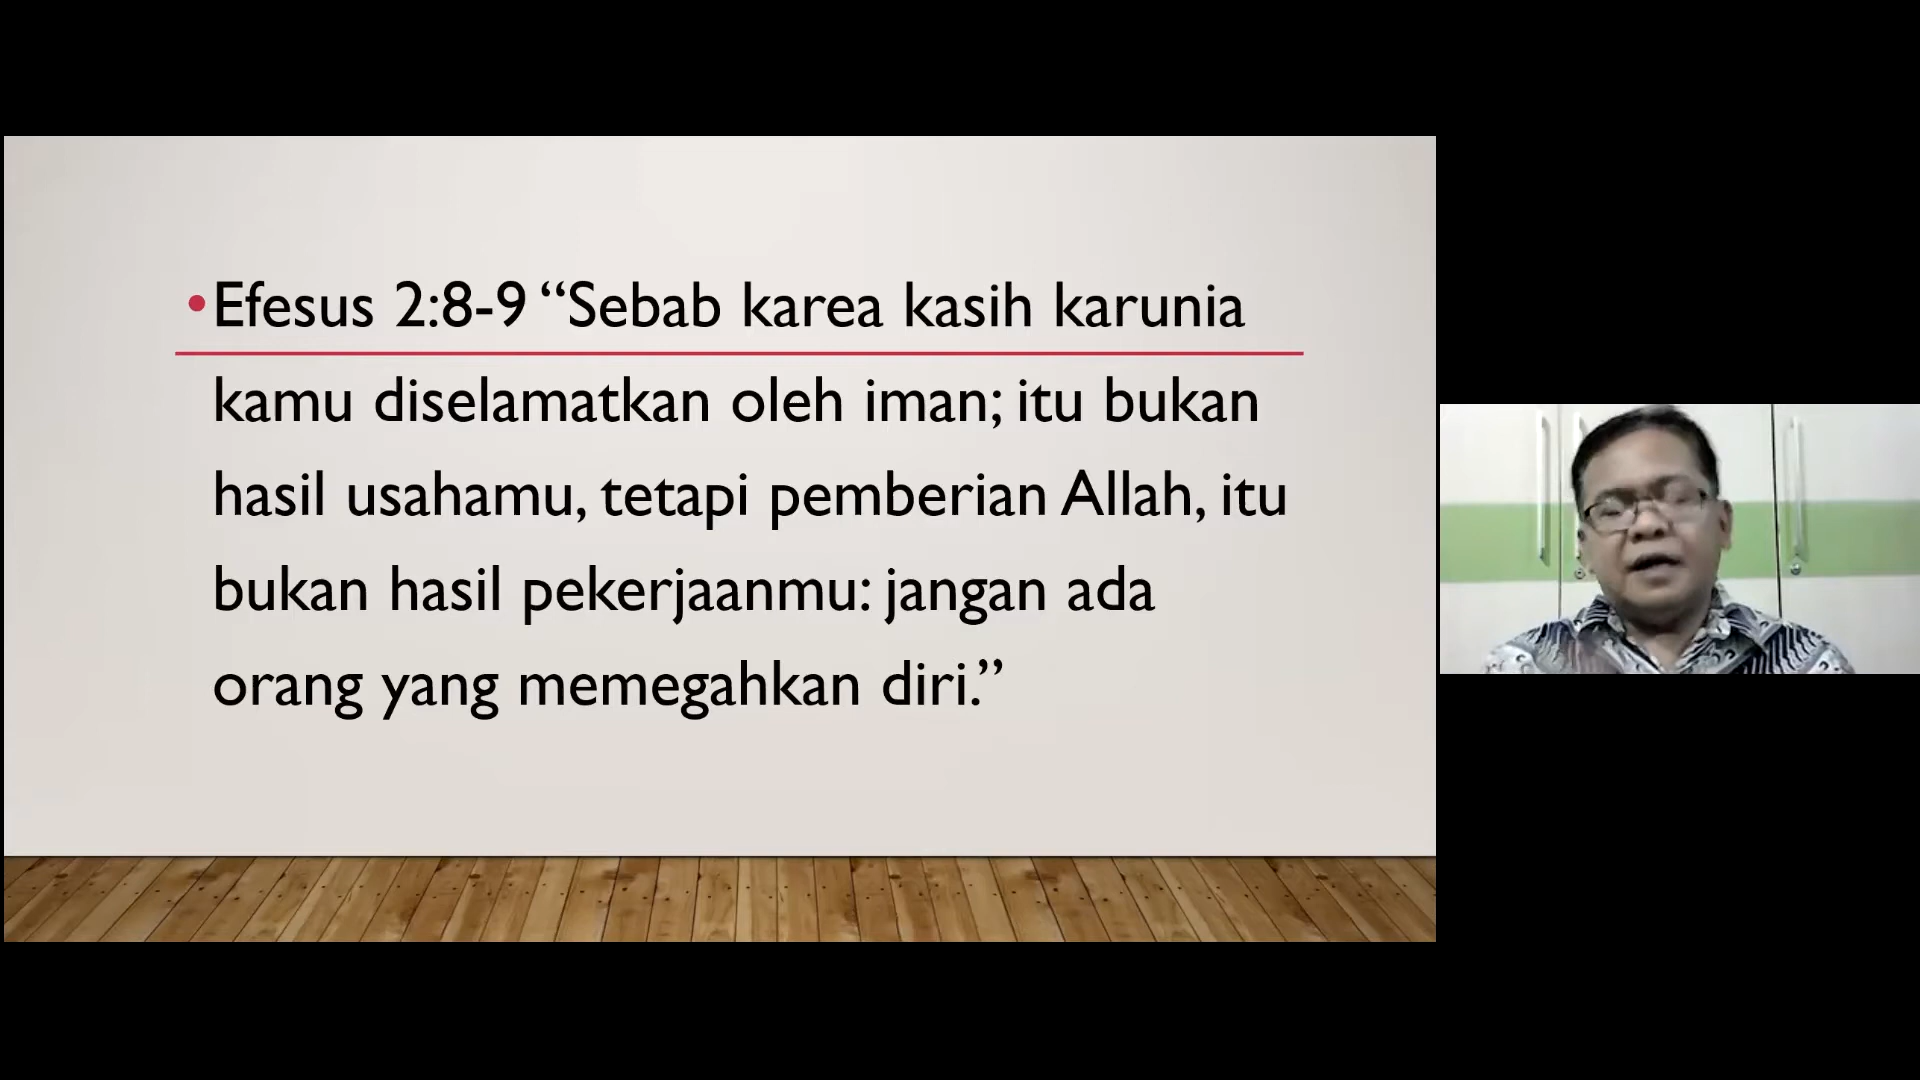 •Efesus 2:8-9 “Sebab karea kasih karunia
kamu diselamatkan oleh iman; itu bukan
hasil usahamu, tetapi pemberian Allah, itu
bukan hasil pekerjaanmu: jangan ada
orang yang memegahkan diri.”